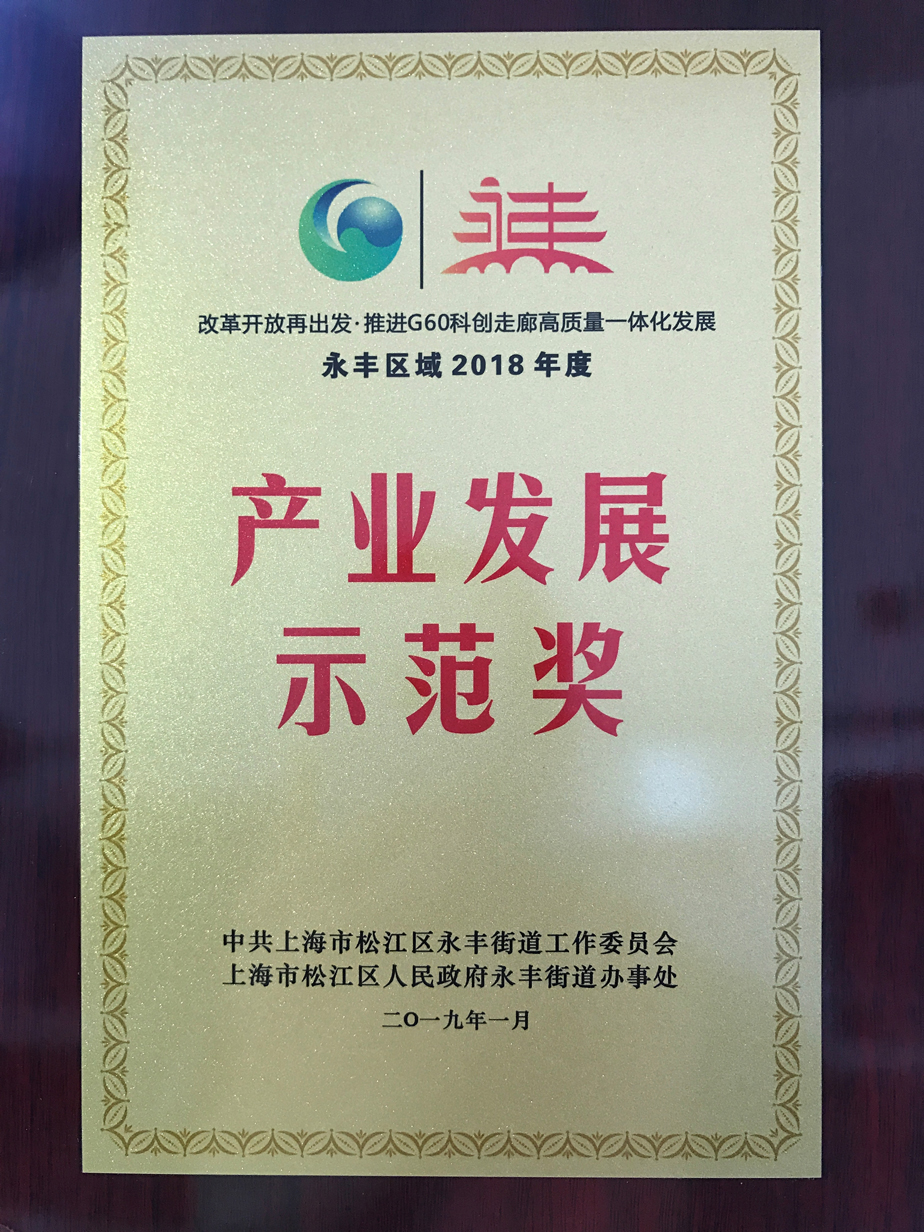 改革开放再出发·推进G60科创走廊高质量一体化发展
永丰区域2018年度
产业发展
示范奖
中共上海市松江区永丰街道工作委员会
上海市松江区人民政府永丰街道办事处
二〇一九年一月